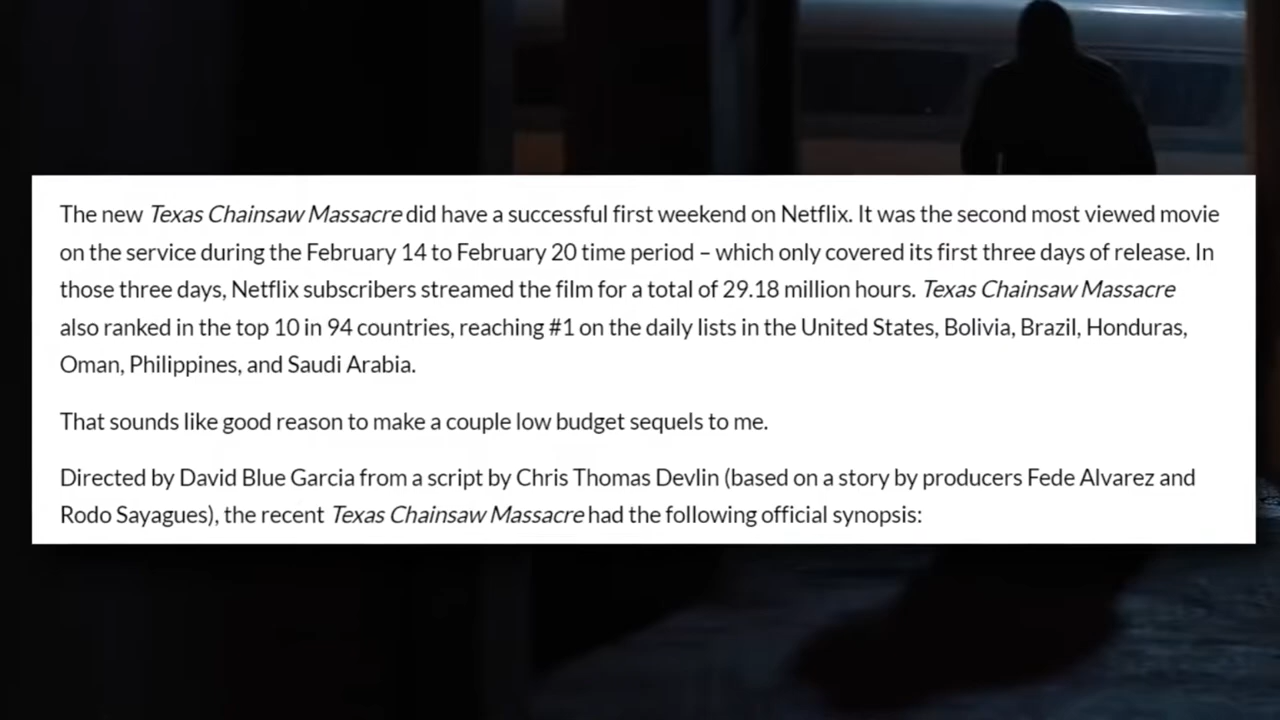 The new Texas Chainsaw Massacre did have a successful first weekend on Netflix. It was the second most viewed movie
on the service during the February 14 to February 20 time period – which only covered its first three days of release. In
those three days, Netflix subscribers streamed the film for a total of 29.18 million hours. Texas Chainsaw Massacre
also ranked in the top 10 in 94 countries, reaching #1 on the daily lists in the United States, Bolivia, Brazil, Honduras,
Oman, Philippines, and Saudi Arabia.
That sounds like good reason to make a couple low budget sequels to me.
Directed by David Blue Garcia from a script by Chris Thomas Devlin (based on a story by producers Fede Alvarez and
Rodo Sayagues), the recent Texas Chainsaw Massacre had the following official synopsis: